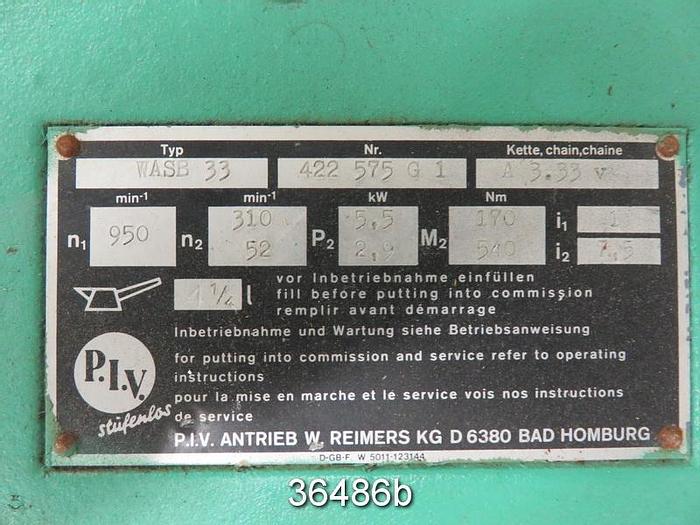 Typ Nr. Kette, chain, chaine
WASB 33 422 575 G 1 A 3.33 v
min-1 min-1 kW Nm
n1 950 n2 310 52 P2 5,5 2,9 M2 170 540 i1 1 i2 7,5
1/4 l
vor Inbetriebnahme einfüllen
fill before putting into commission
remplir avant démarrage
Inbetriebnahme und Wartung siehe Betriebsanweisung
for putting into commission and service refer to operating
instructions
pour la mise en marche et le service vois nos instructions
de service
P.I.V.
stufenlos
P.I.V. ANTRIEB W. REIMERS KG D 6380 BAD HOMBURG
D-GB-F. W 5011-123144
36486b